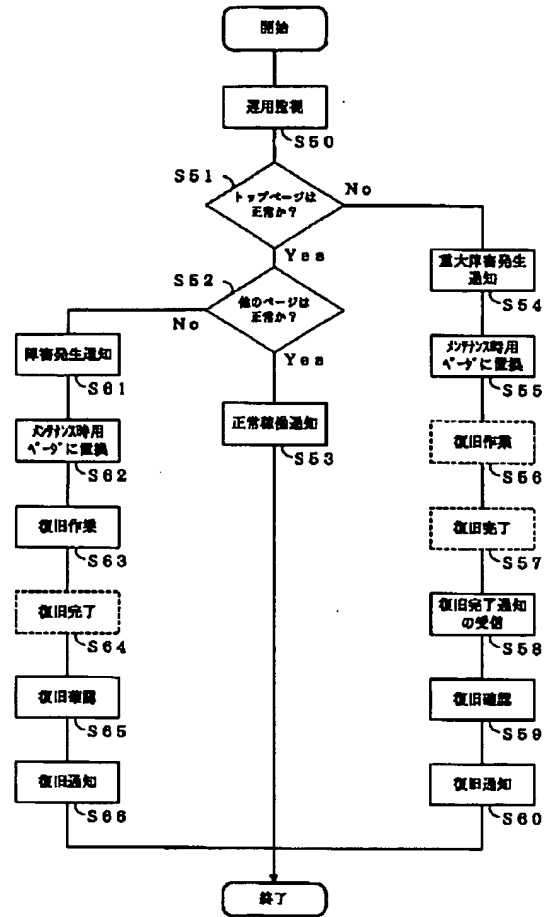 開始
運用監視
S50
S51
トップページは
正常か？
No
Yes
S52
他のページは
正常か？
No
Yes
重大障害発生
通知
S54
メンテナンス時用
ページに置換
S55
復旧作業
S56
復旧完了
S57
復旧完了通知
の受信
S58
復旧確認
S59
復旧通知
S60
正常稼働通知
S53
障害発生通知
S61
メンテナンス時用
ページに置換
S62
復旧作業
S63
復旧完了
S64
復旧確認
S65
復旧通知
S66
終了